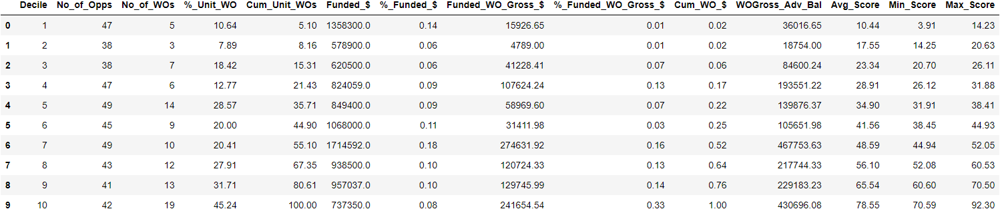 Decile No_of_Opps No_of_WOs %_Unit_WO Cum_Unit_WOs Funded_$ %_Funded_$ Funded_WO_Gross_$ %_Funded_WO_Gross_$ Cum_WO_$ WOGross_Adv_Bal Avg_Score Min_Score Max_Score
0 1 47 5 10.64 5.10 1358300.0 0.14 15926.65 0.01 0.02 36016.65 10.44 3.91 14.23
1 2 38 3 7.89 8.16 578900.0 0.06 4789.00 0.01 0.02 18754.00 17.55 14.25 20.63
2 3 38 7 18.42 15.31 620500.0 0.06 41228.41 0.07 0.06 84600.24 23.34 20.70 26.11
3 4 47 6 12.77 21.43 824059.0 0.09 107624.24 0.13 0.17 193551.22 28.91 26.12 31.88
4 5 49 14 28.57 35.71 849400.0 0.09 58969.60 0.07 0.22 139876.37 34.90 31.91 38.41
5 6 45 9 20.00 44.90 1068000.0 0.11 31411.98 0.03 0.25 105651.98 41.56 38.45 44.93
6 7 49 10 20.41 55.10 1714592.0 0.18 274631.92 0.16 0.52 467753.63 48.59 44.94 52.05
7 8 43 12 27.91 67.35 938500.0 0.10 120724.33 0.13 0.64 217744.33 56.10 52.08 60.53
8 9 41 13 31.71 80.61 957037.0 0.10 129745.99 0.14 0.76 229183.23 65.54 60.60 70.50
9 10 42 19 45.24 100.00 737350.0 0.08 241654.54 0.33 1.00 430696.08 78.55 70.59 92.30